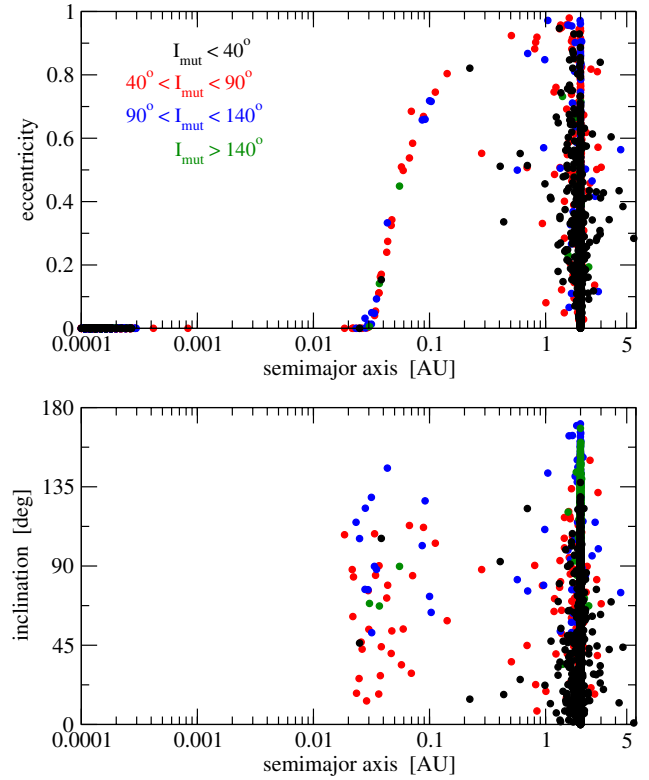 1
0.8
0.6
0.4
0.2
0
eccentricity
I_mut < 40°
40° < I_mut < 90°
90° < I_mut < 140°
I_mut > 140°
0.0001 0.001 0.01 0.1 1 5
semimajor axis [AU]
180
135
90
45
0
inclination [deg]
0.0001 0.001 0.01 0.1 1 5
semimajor axis [AU]